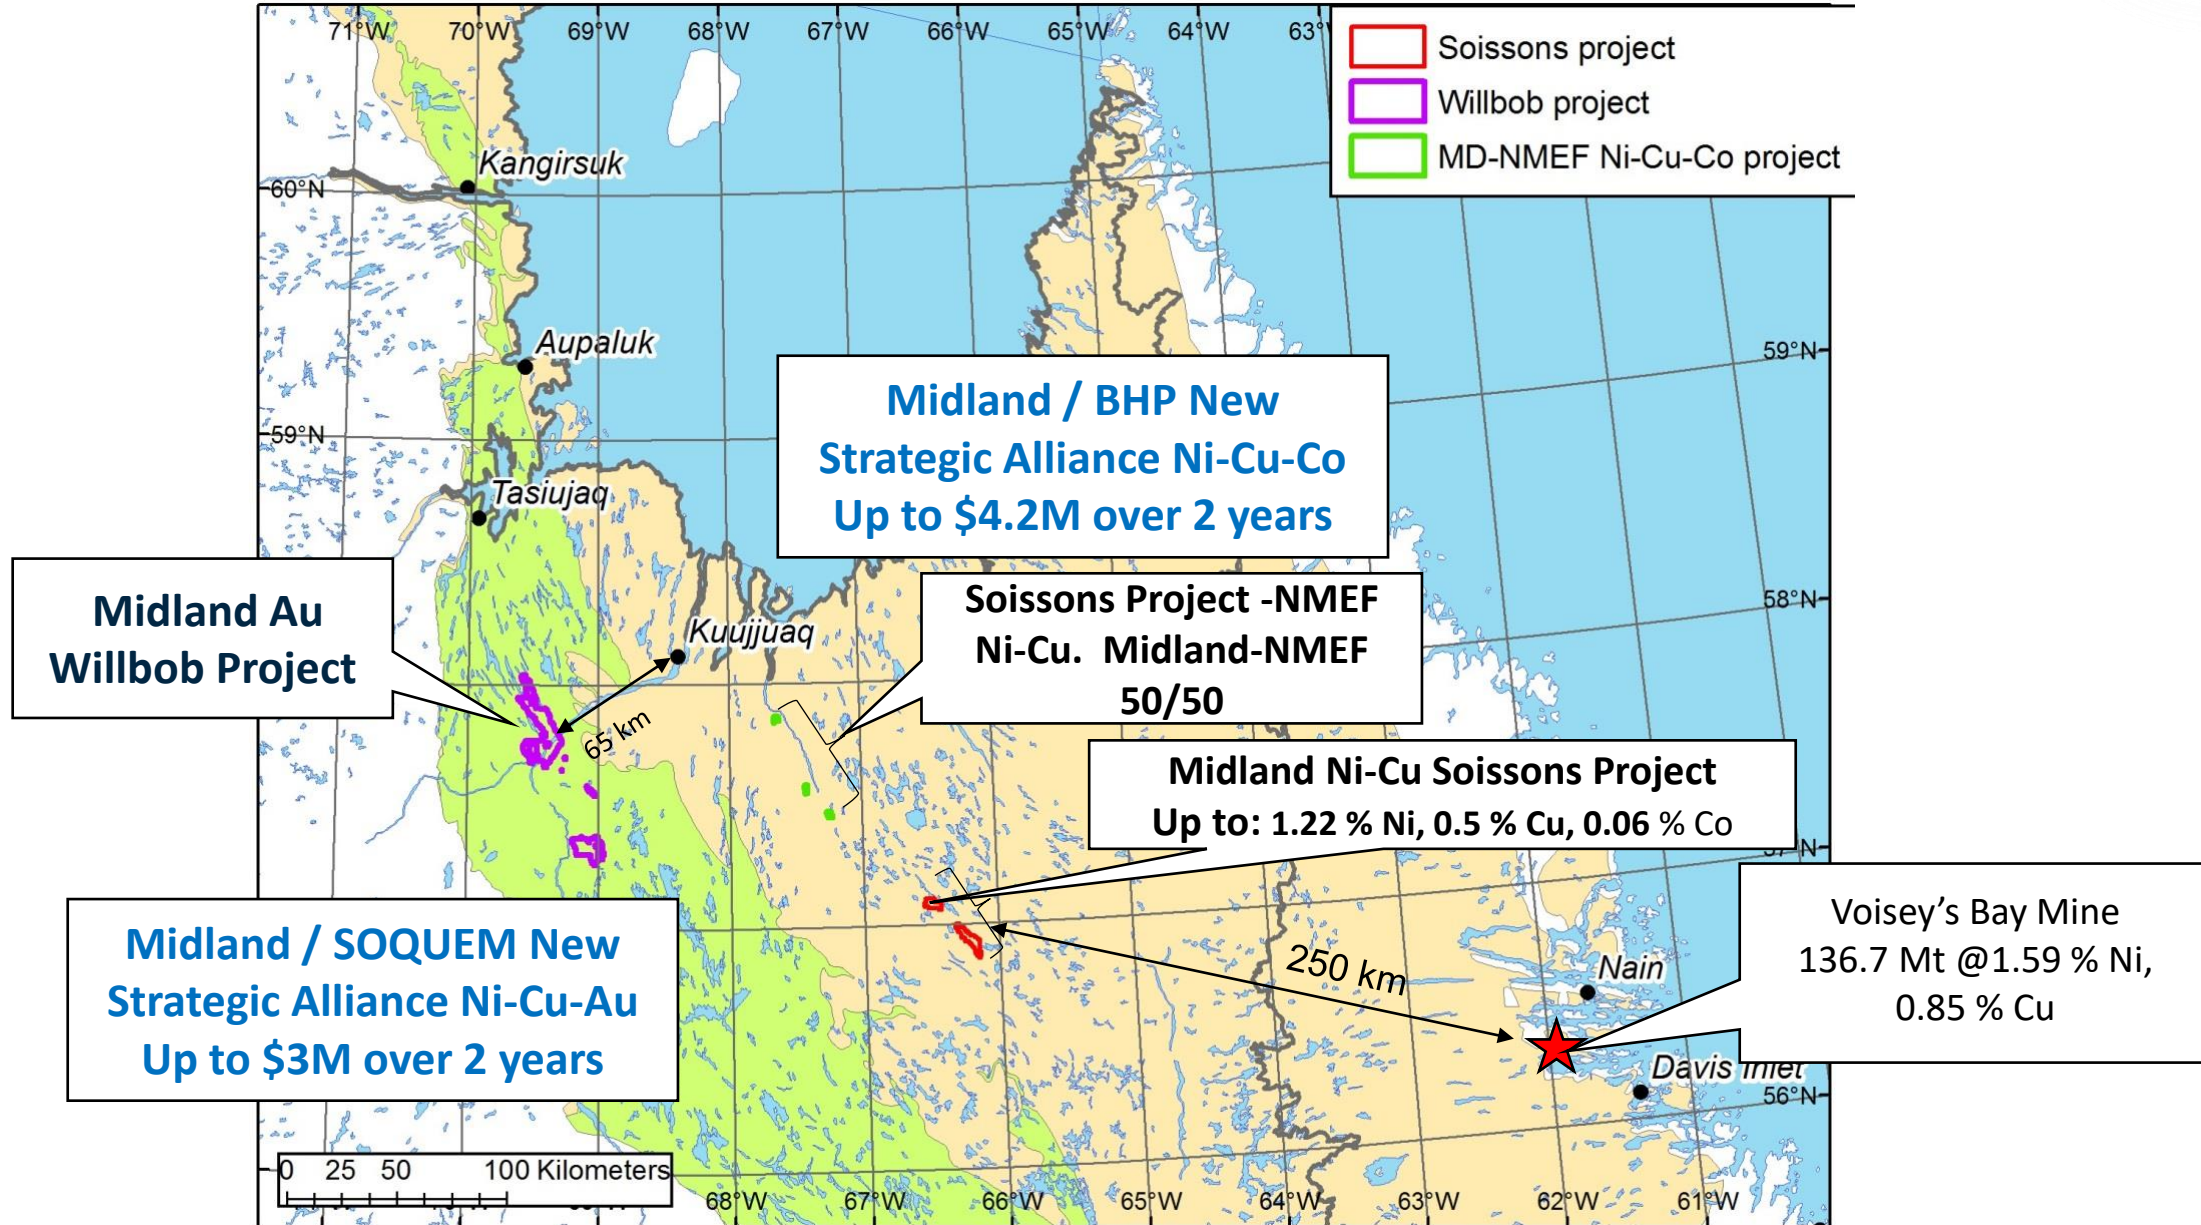 71°W 70°W 69°W 68°W 67°W 66°W 65°W 64°W 63°
Soissons project
Willbob project
MD-NMEF Ni-Cu-Co project
Kangirsuk
60°N
Aupaluk
59°N
59°N
Midland / BHP New
Strategic Alliance Ni-Cu-Co
Up to $4.2M over 2 years
Tasiujaq
Midland Au
Willbob Project
Soissons Project -NMEF
Ni-Cu. Midland-NMEF
50/50
58°N
Kuujjuaq
65 km
Midland Ni-Cu Soissons Project
Up to: 1.22 % Ni, 0.5 % Cu, 0.06 % Co
Voisey's Bay Mine
136.7 Mt @1.59 % Ni,
0.85 % Cu
Midland / SOQUEM New
Strategic Alliance Ni-Cu-Au
Up to $3M over 2 years
250 km
Nain
Davis Inlet
56°N
0 25 50 100 Kilometers
68°W 67°W 66°W 65°W 64°W 63°W 62°W 61°W